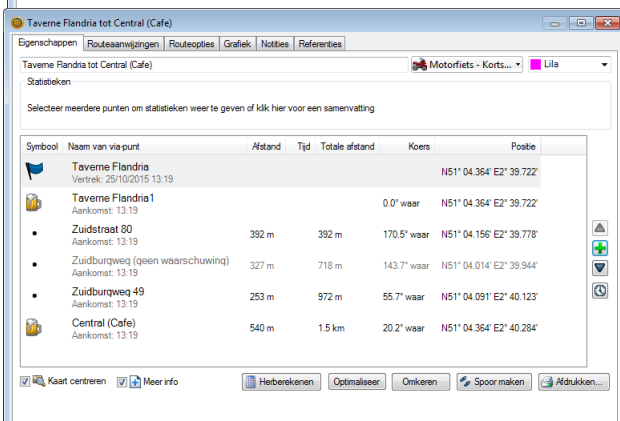 Taverne Flandria tot Central (Cafe)
Eigenschappen Routeaanwijzingen Routeopties Grafiek Notities Referenties
Taverne Flandria tot Central (Cafe) Motorfiets - Korts... Lila
Statistieken
Selecteer meerdere punten om statistieken weer te geven of klik hier voor een samenvatting
Symbool Naam van via-punt Afstand Tijd Totale afstand Koers Positie
Taverne Flandria N51° 04.364' E2° 39.722'
Vertrek: 25/10/2015 13:19
Taverne Flandria1 0.0° waar N51° 04.364' E2° 39.722'
Aankomst: 13:19
Zuidstraat 80 392 m 392 m 170.5° waar N51° 04.156' E2° 39.778'
Aankomst: 13:19
Zuidburgweg (geen waarschuwing) 327 m 718 m 143.7° waar N51° 04.014' E2° 39.944'
Aankomst: 13:19
Zuidburgweg 49 253 m 972 m 55.7° waar N51° 04.091' E2° 40.123'
Aankomst: 13:19
Central (Cafe) 540 m 1.5 km 20.2° waar N51° 04.364' E2° 40.284'
Aankomst: 13:19
Kaart centreren Meer info Herberekenen Optimaliseer Omkeren Spoor maken Afdrukken...